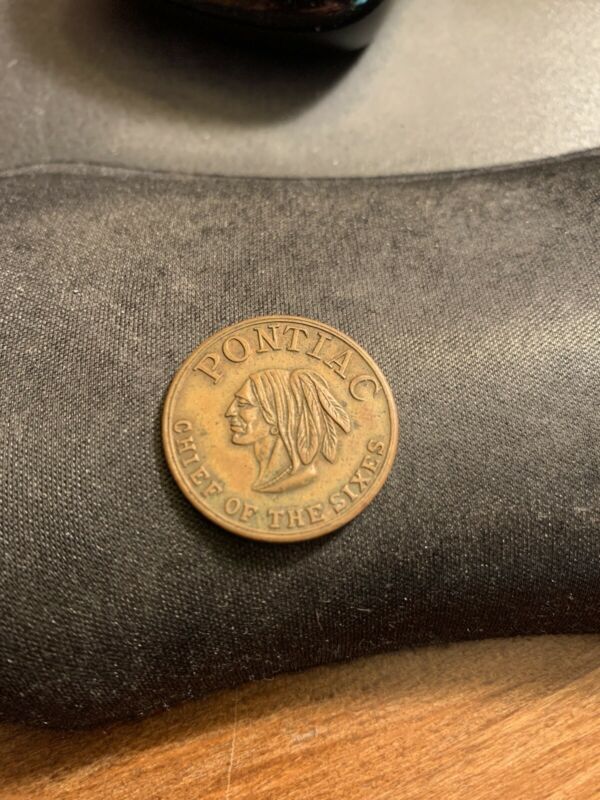 PONTIAC
CHIEF OF THE SIXES